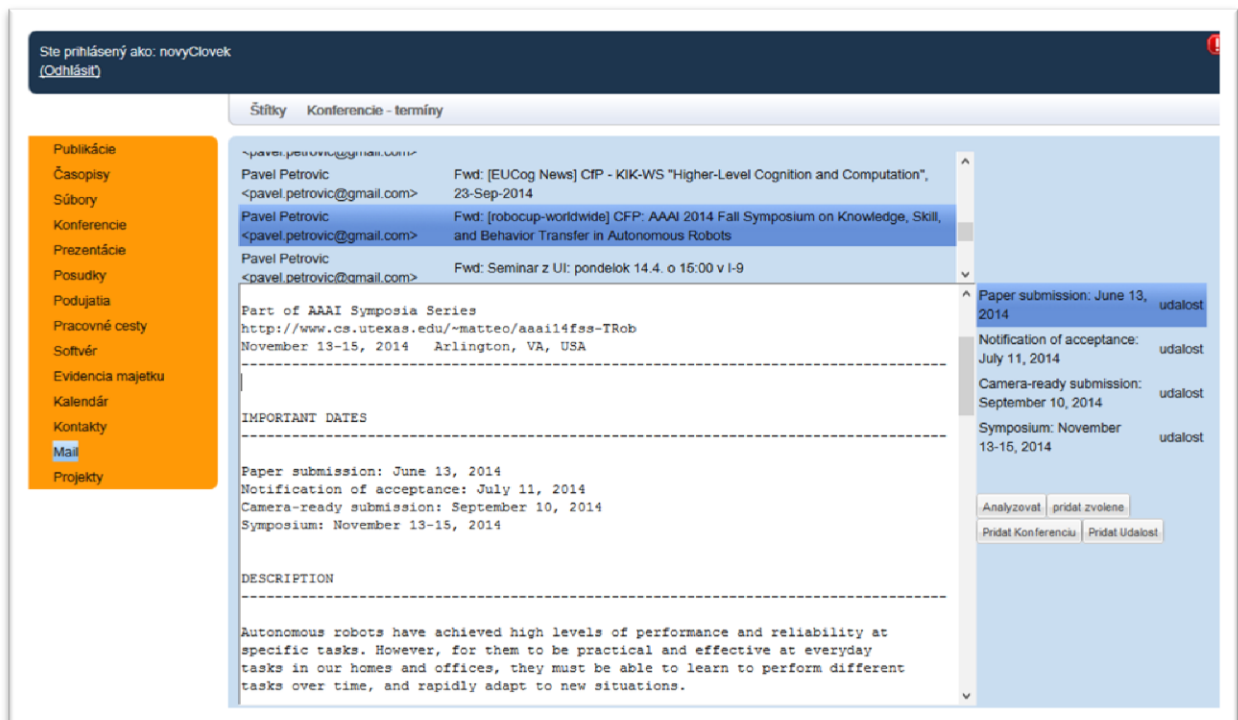 Ste prihlásený ako: novyClovek
(Odhlásiť)
Štítky Konferencie - termíny
Publikácie
Časopisy
Súbory
Konferencie
Prezentácie
Posudky
Podujatia
Pracovné cesty
Softvér
Evidencia majetku
Kalendár
Kontakty
Mail
Projekty
<pavel.petrovic@gmail.com>
Pavel Petrovic
<pavel.petrovic@gmail.com>
Fwd: [EUCog News] CfP - KIK-WS "Higher-Level Cognition and Computation",
23-Sep-2014
Pavel Petrovic
<pavel.petrovic@gmail.com>
Fwd: [robocup-worldwide] CFP: AAAI 2014 Fall Symposium on Knowledge, Skill,
and Behavior Transfer in Autonomous Robots
Pavel Petrovic
<pavel.petrovic@gmail.com>
Fwd: Seminar z UI: pondelok 14.4. o 15:00 v I-9
Part of AAAI Symposia Series
http://www.cs.utexas.edu/~matteo/aaai14fss-TRob
November 13-15, 2014 Arlington, VA, USA
------------------------------------------------------------------------------
IMPORTANT DATES
------------------------------------------------------------------------------
Paper submission: June 13, 2014
Notification of acceptance: July 11, 2014
Camera-ready submission: September 10, 2014
Symposium: November 13-15, 2014
DESCRIPTION
------------------------------------------------------------------------------
Autonomous robots have achieved high levels of performance and reliability at
specific tasks. However, for them to be practical and effective at everyday
tasks in our homes and offices, they must be able to learn to perform different
tasks over time, and rapidly adapt to new situations.
Paper submission: June 13,
2014
udalost
Notification of acceptance:
July 11, 2014
udalost
Camera-ready submission:
September 10, 2014
udalost
Symposium: November
13-15, 2014
udalost
Analyzovat pridat zvolene
Pridat Konferenciu Pridat Udalost